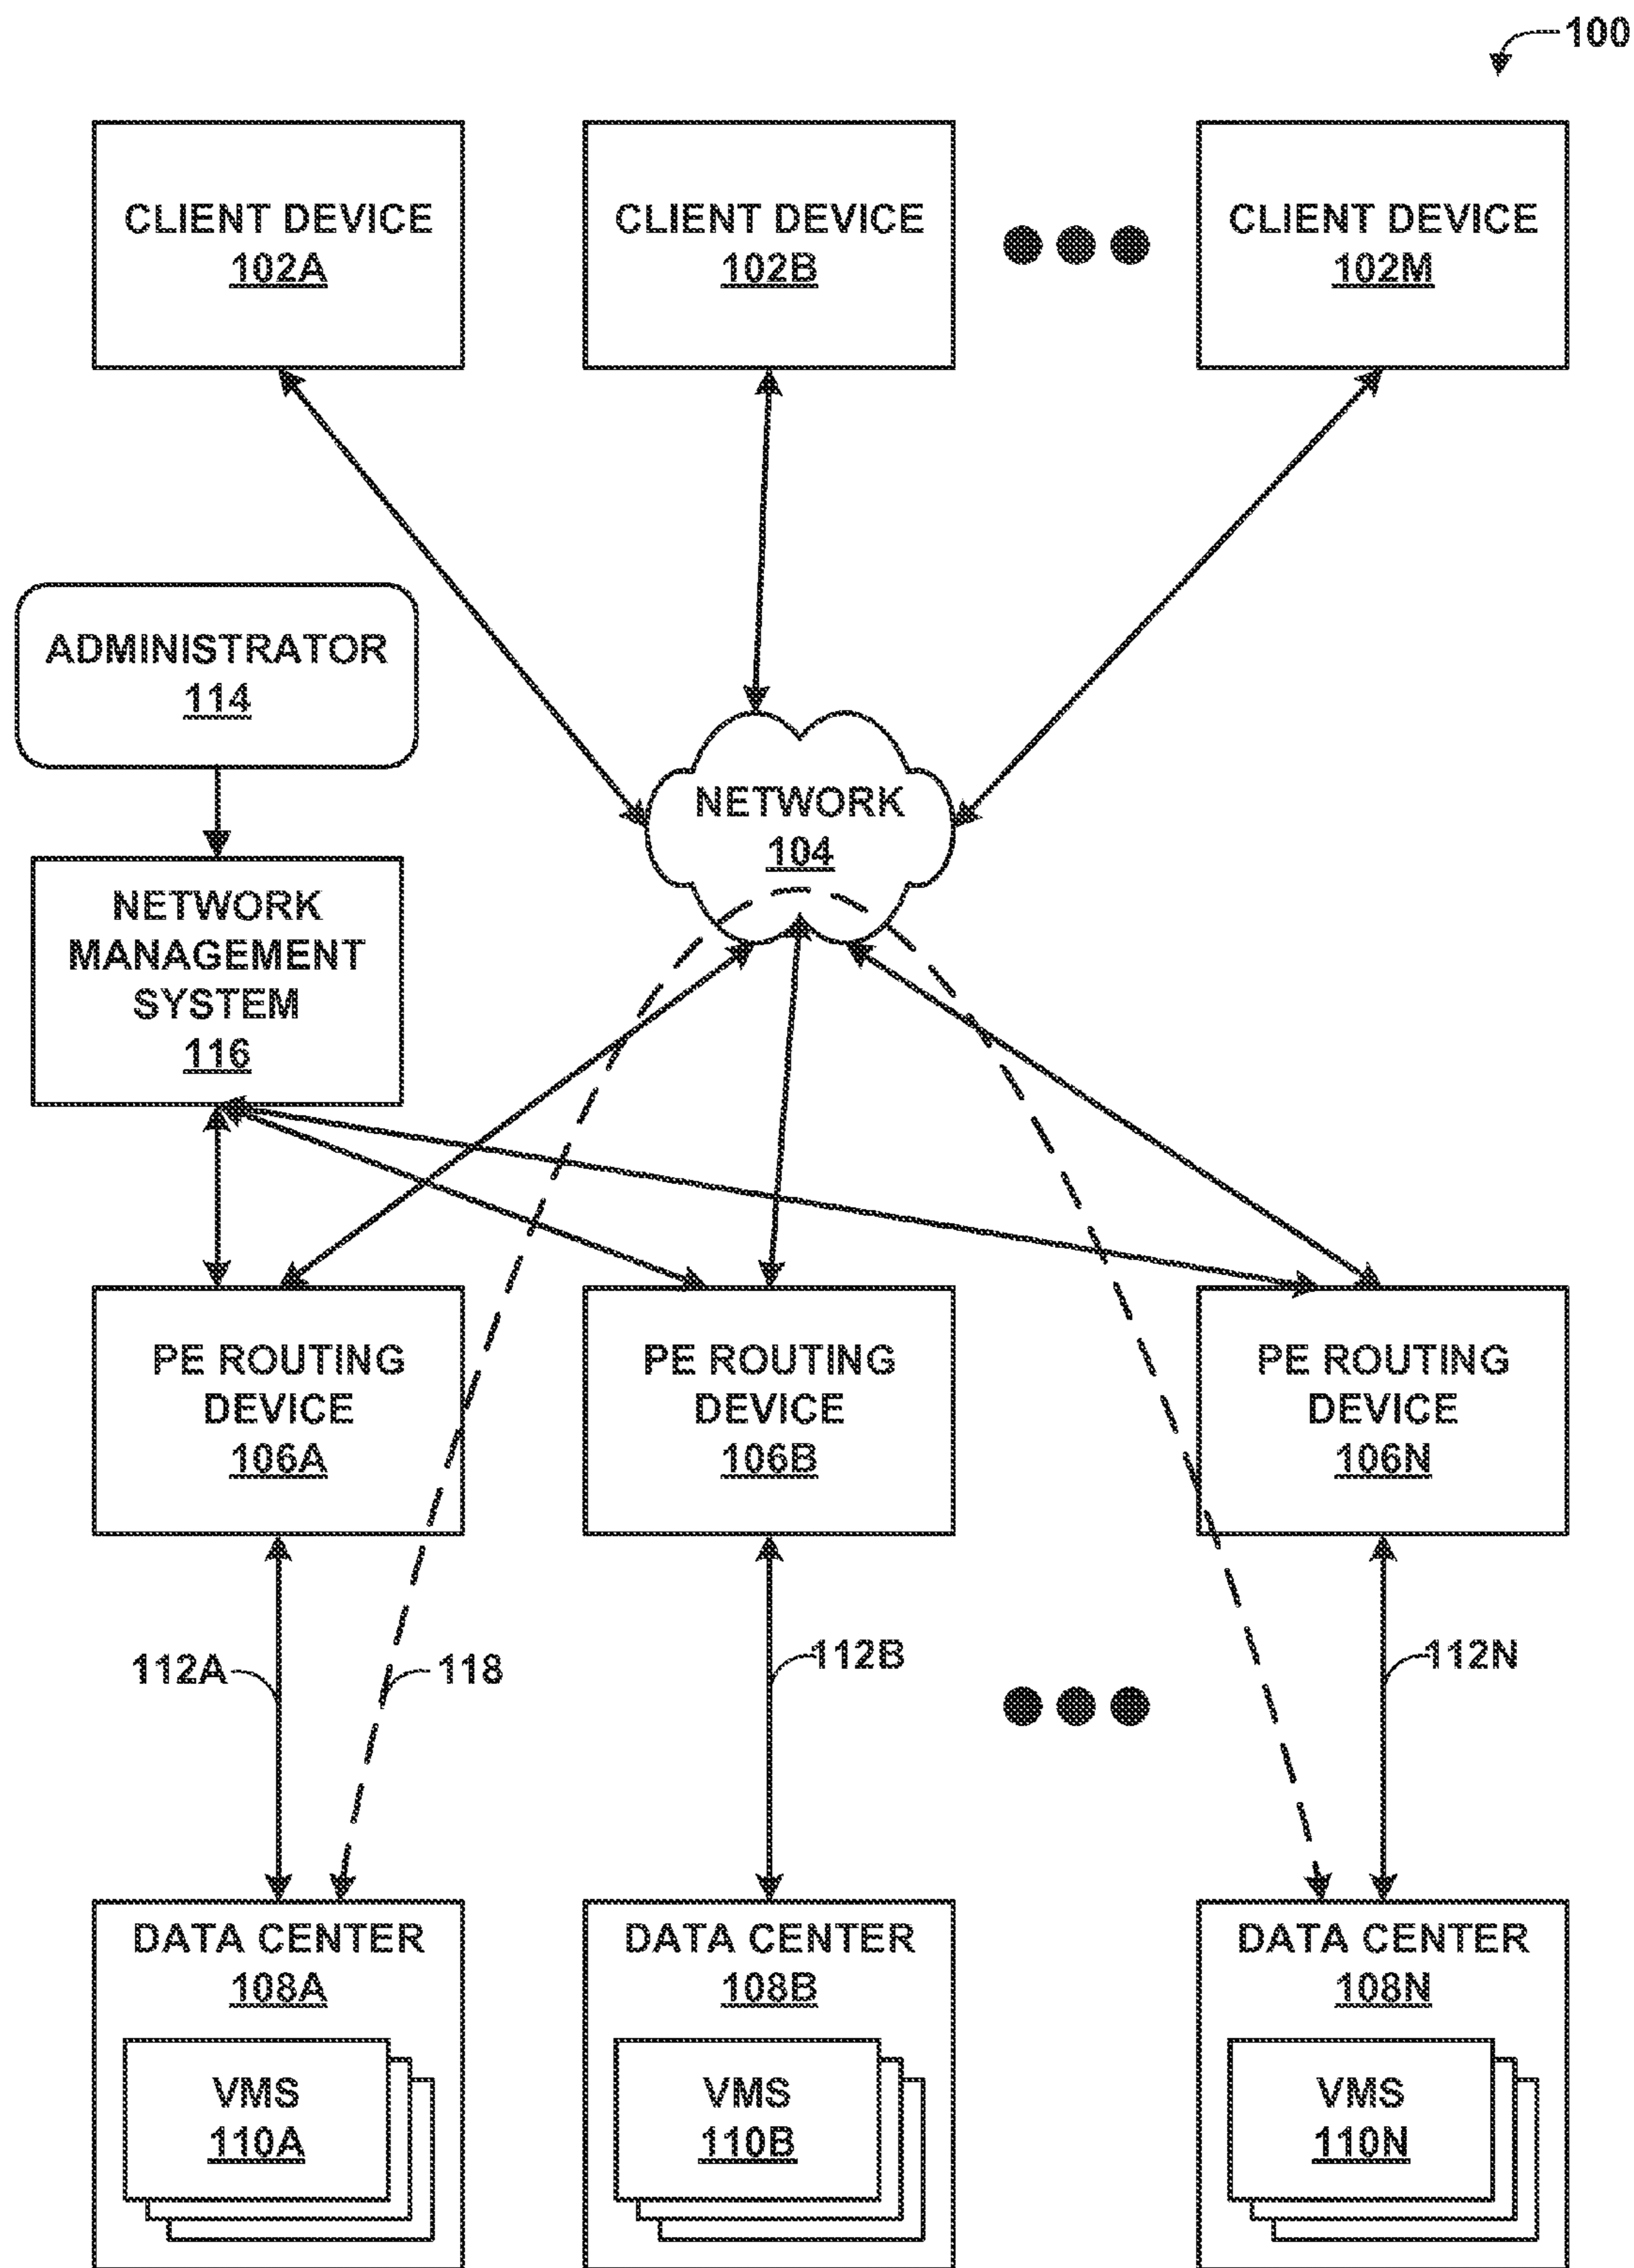 100
CLIENT DEVICE
102A
CLIENT DEVICE
102B
CLIENT DEVICE
102M
ADMINISTRATOR
114
NETWORK
104
NETWORK
MANAGEMENT
SYSTEM
116
PE ROUTING
DEVICE
106A
PE ROUTING
DEVICE
106B
PE ROUTING
DEVICE
106N
112A
118
112B
112N
DATA CENTER
108A
VMS
110A
DATA CENTER
108B
VMS
110B
DATA CENTER
108N
VMS
110N